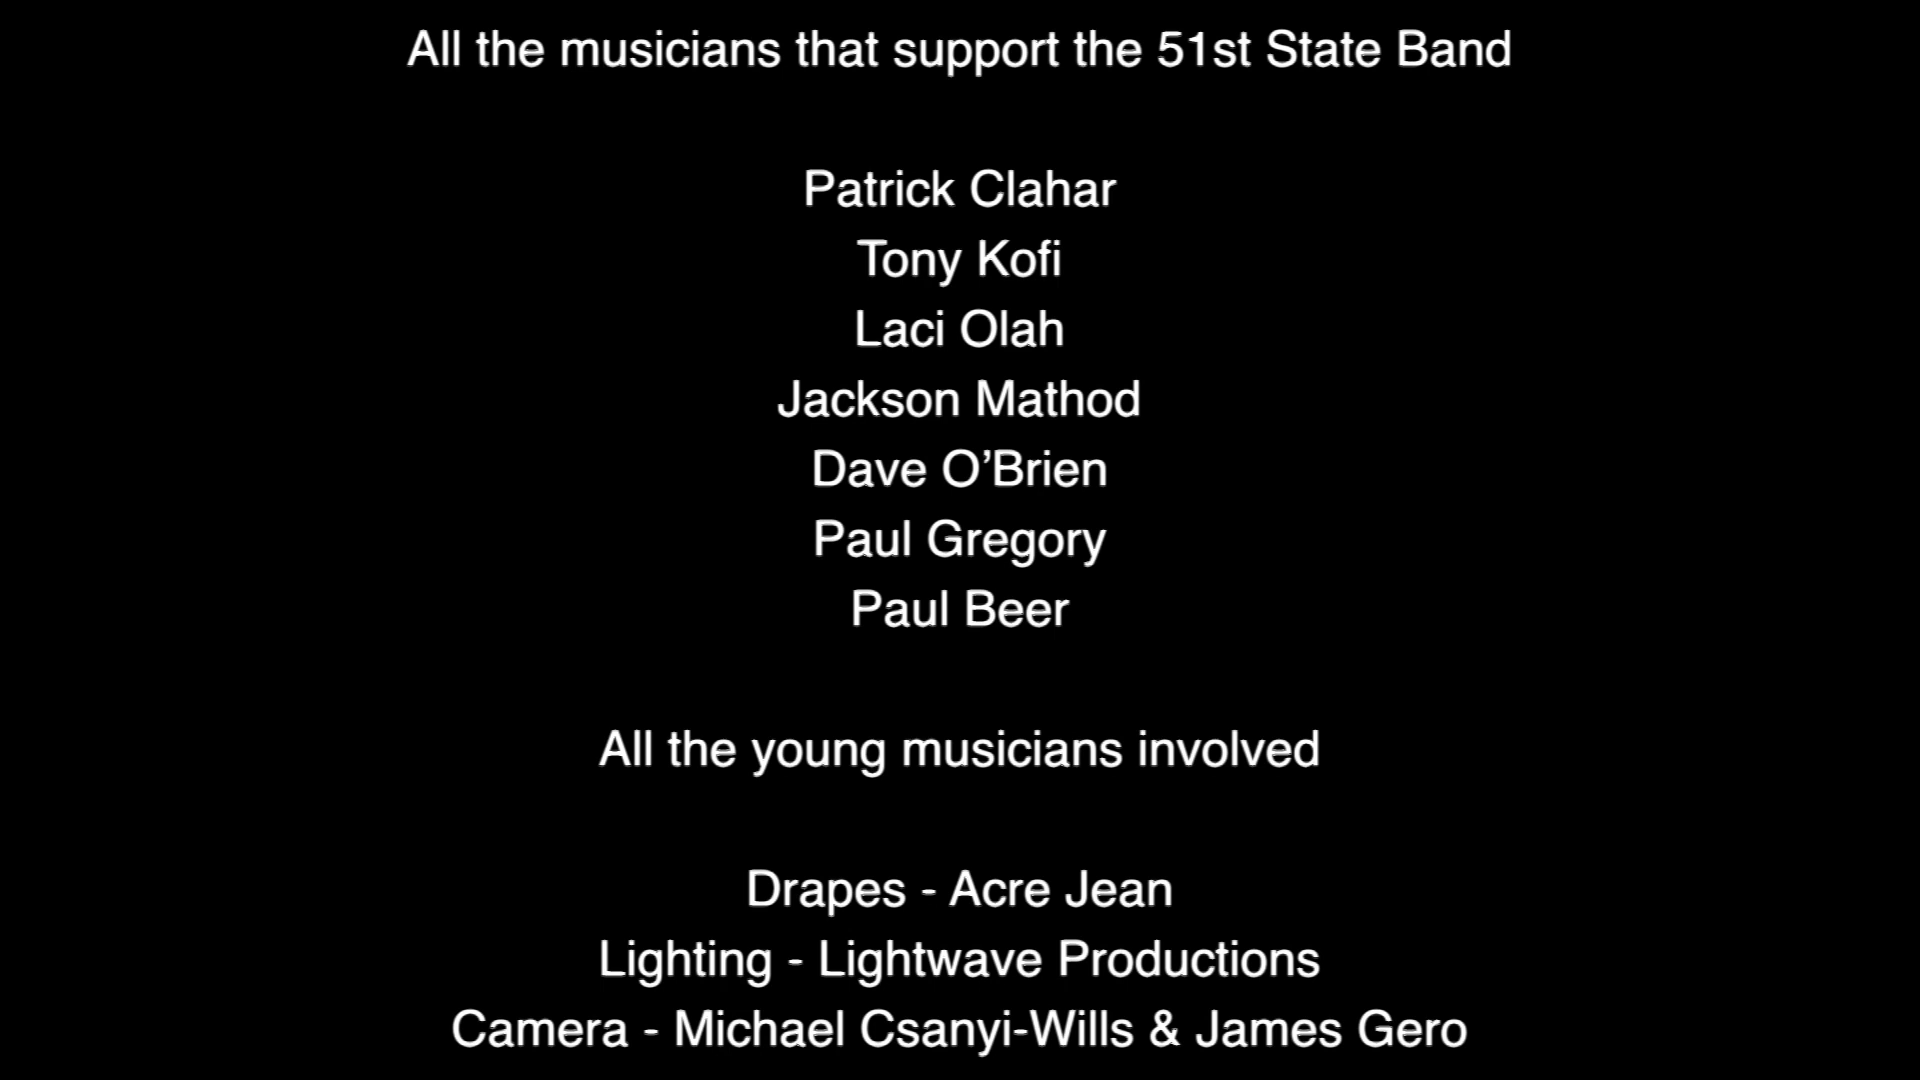 All the musicians that support the 51st State Band
Patrick Clahar
Tony Kofi
Laci Olah
Jackson Mathod
Dave O’Brien
Paul Gregory
Paul Beer
All the young musicians involved
Drapes - Acre Jean
Lighting - Lightwave Productions
Camera - Michael Csanyi-Wills & James Gero